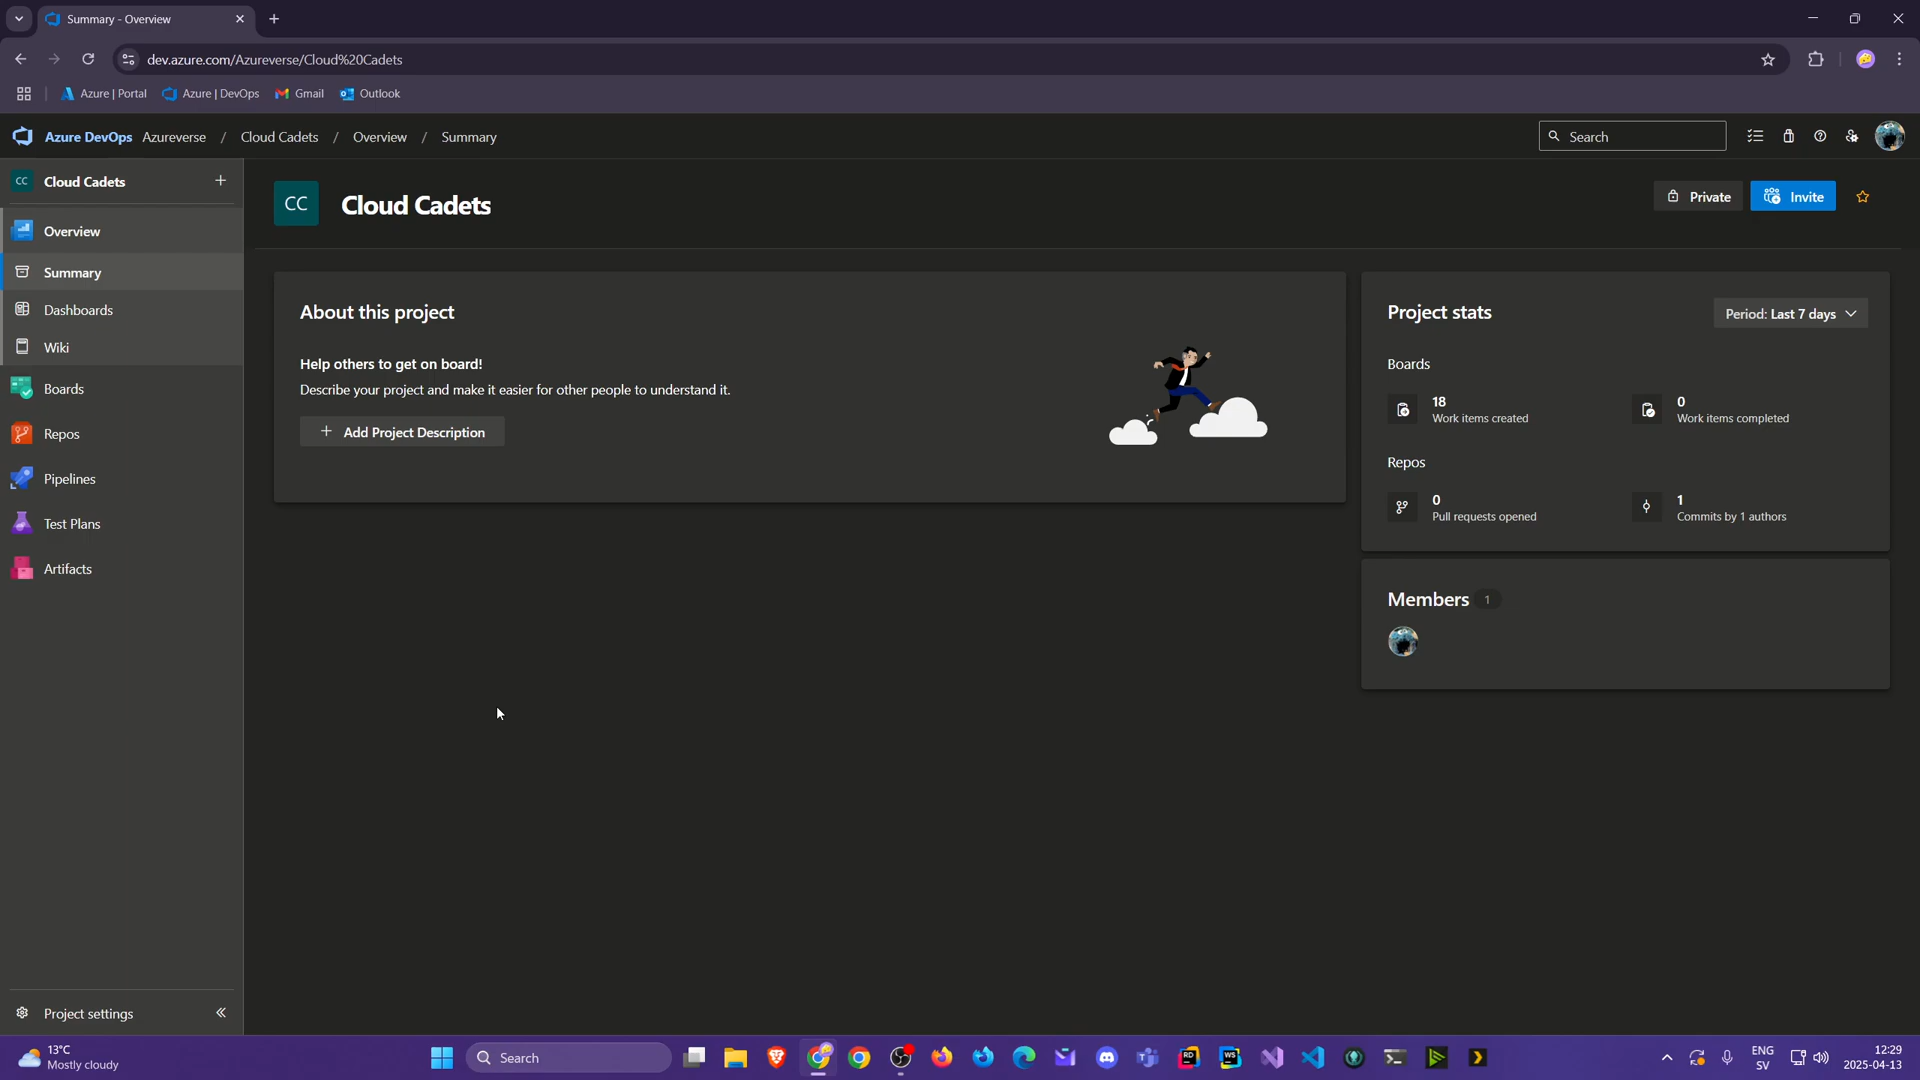 Summary - Overview
dev.azure.com/Azureverse/Cloud%20Cadets
Azure | Portal
Azure | DevOps
Gmail
Outlook
Azure DevOps Azureverse / Cloud Cadets / Overview / Summary
Search
CC Cloud Cadets
Overview
Summary
Dashboards
Wiki
Boards
Repos
Pipelines
Test Plans
Artifacts
Project settings
CC Cloud Cadets
Private
Invite
About this project
Help others to get on board!
Describe your project and make it easier for other people to understand it.
Add Project Description
Project stats
Period: Last 7 days
Boards
18
Work items created
0
Work items completed
Repos
0
Pull requests opened
1
Commits by 1 authors
Members 1
13°C
Mostly cloudy
Search
RD
WS
ENG
SV
12:29
2025-04-13